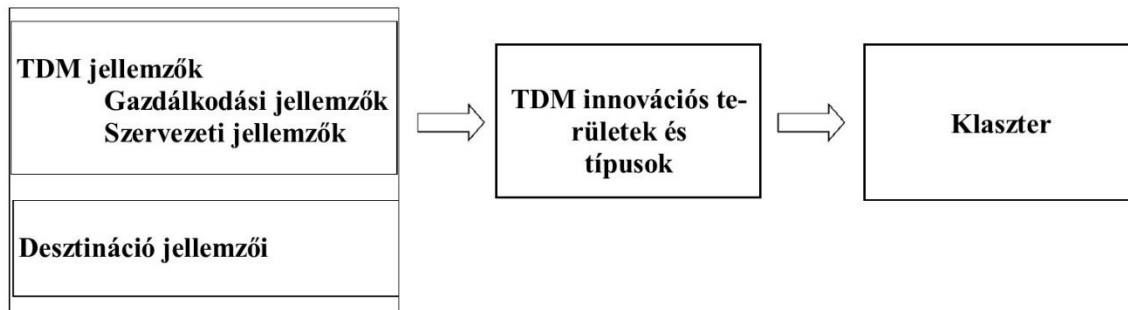 TDM jellemzők
Gazdálkodási jellemzők
Szervezeti jellemzők
Desztináció jellemzői
TDM innovációs te-
rületek és
típusok
Klaszter